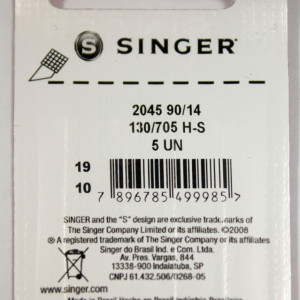 S SINGER®
2045 90/14
130/705 H-S
5 UN
19
10
7 896785 499985 >
SINGER and the "S" design are exclusive trademarks of
The Singer Company Limited or its affiliates. ©2008
® A registered trademark of The Singer Company or its affiliates
Singer do Brasil Ind. e Com. Ltda.
Av. Pres. Vargas, 844
13338-900 Indaiatuba, SP
CNPJ 61.432.506/0268-05
www.singer.com